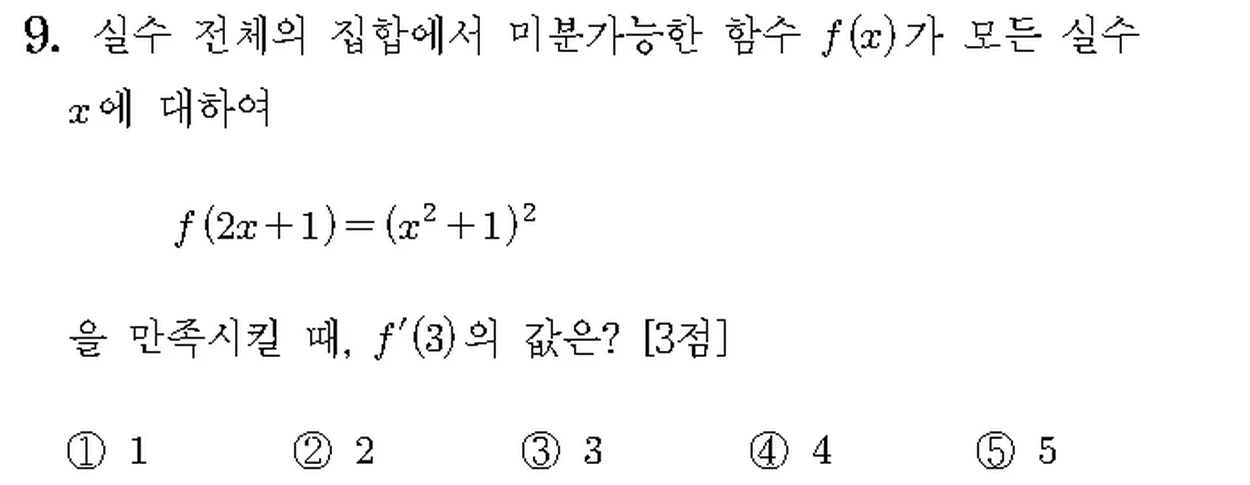 9. 실수 전체의 집합에서 미분가능한 함수 f(x)가 모든 실수
x에 대하여
f(2x+1)=(x²+1)²
을 만족시킬 때, f′(3)의 값은? [3점]
① 1 ② 2 ③ 3 ④ 4 ⑤ 5